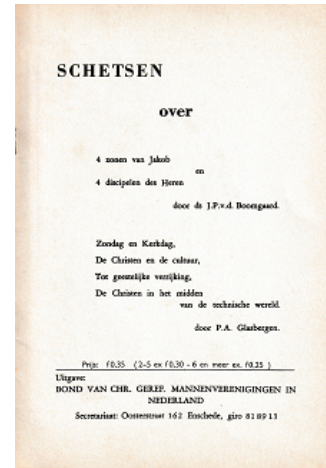 SCHETSEN
over
4 zonen van Jakob
en
4 discipelen des Heren
door ds J.P.v.d. Boomgaard.
Zondag en Kerkdag,
De Christen en de cultuur,
Tot geestelijke verrijking,
De Christen in het midden
van de technische wereld.
door P.A. Glasbergen.
Prijs: f0,35 (2-5 ex f0,30 - 6 en meer ex. f0,25 )
Uitgave:
BOND VAN CHR. GEREF. MANNENVERENIGINGEN IN
NEDERLAND
Secretariaat: Oosterstraat 162 Enschede, giro 818913